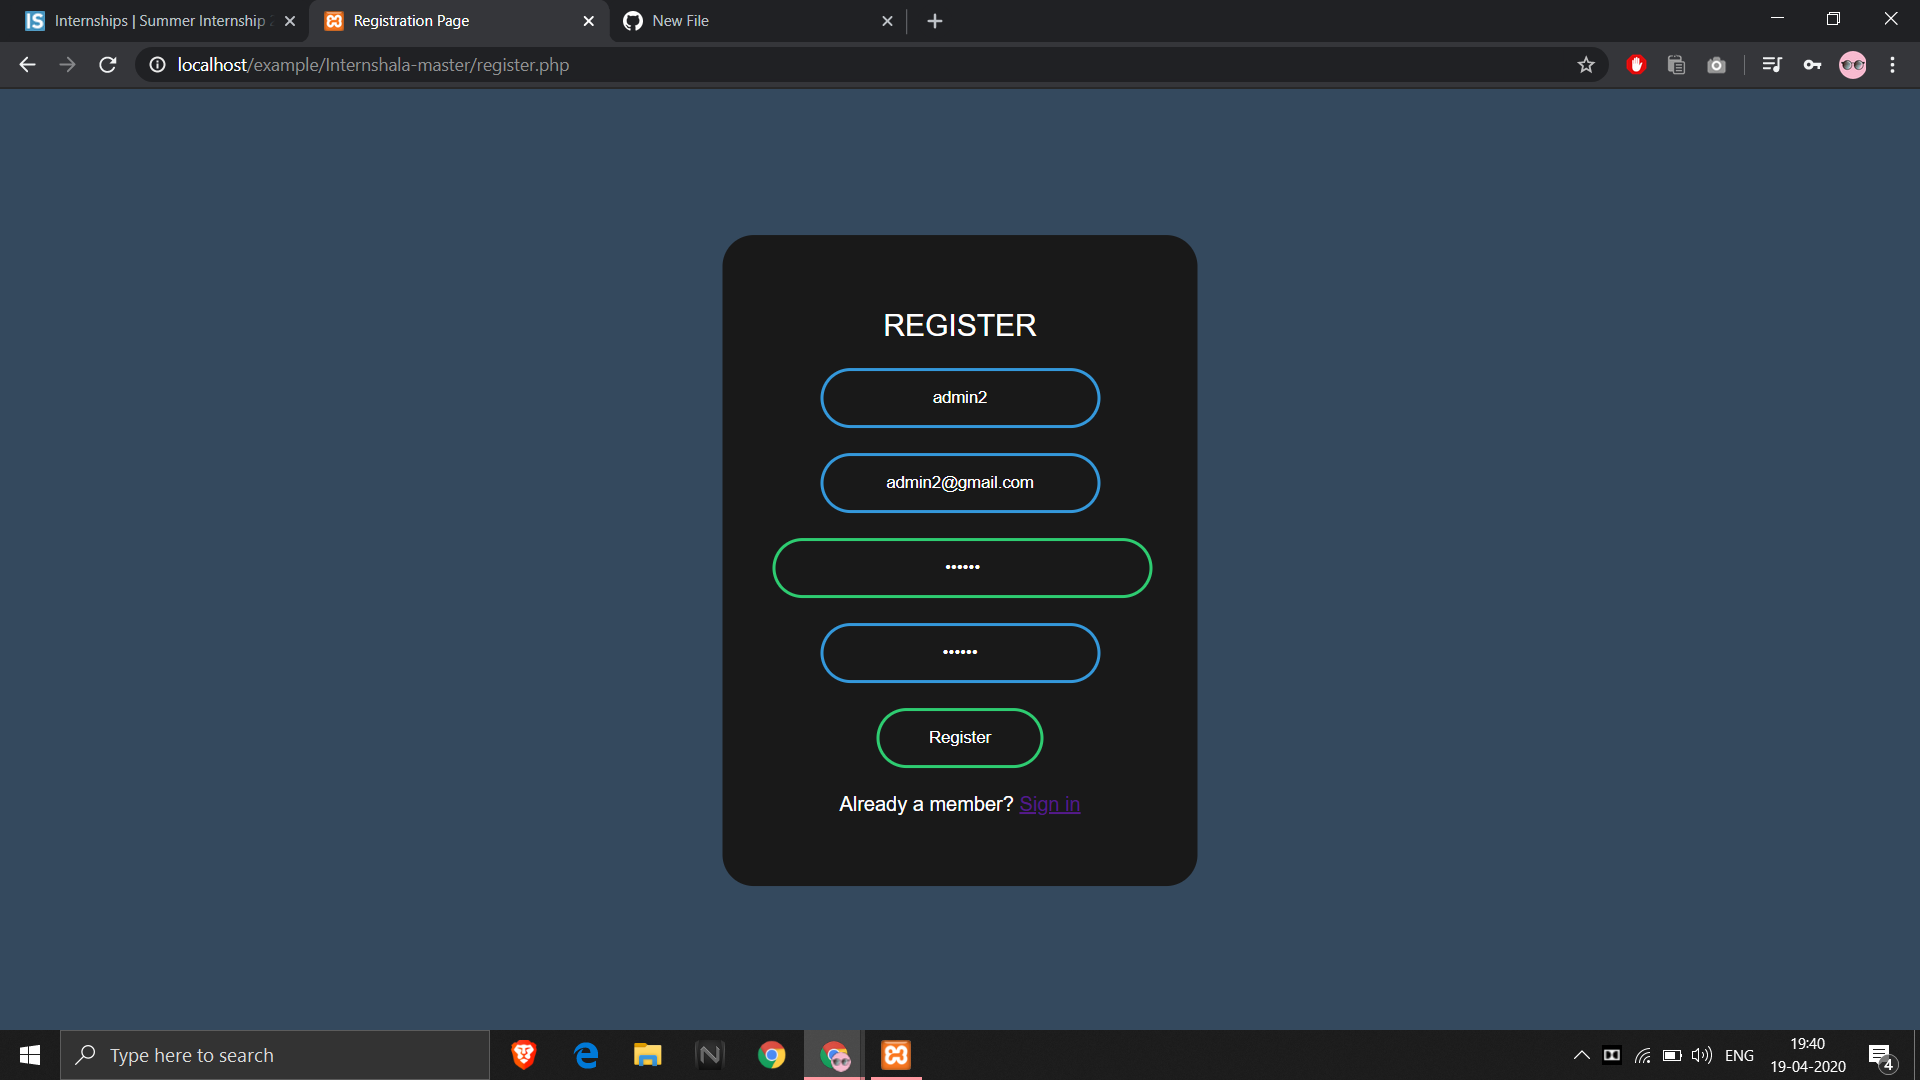 IS Internships | Summer Internship
Registration Page
New File
localhost/example/Internshala-master/register.php
REGISTER
admin2
admin2@gmail.com
••••••
••••••
Register
Already a member? Sign in
Type here to search
N
ENG
19:40
19-04-2020
4